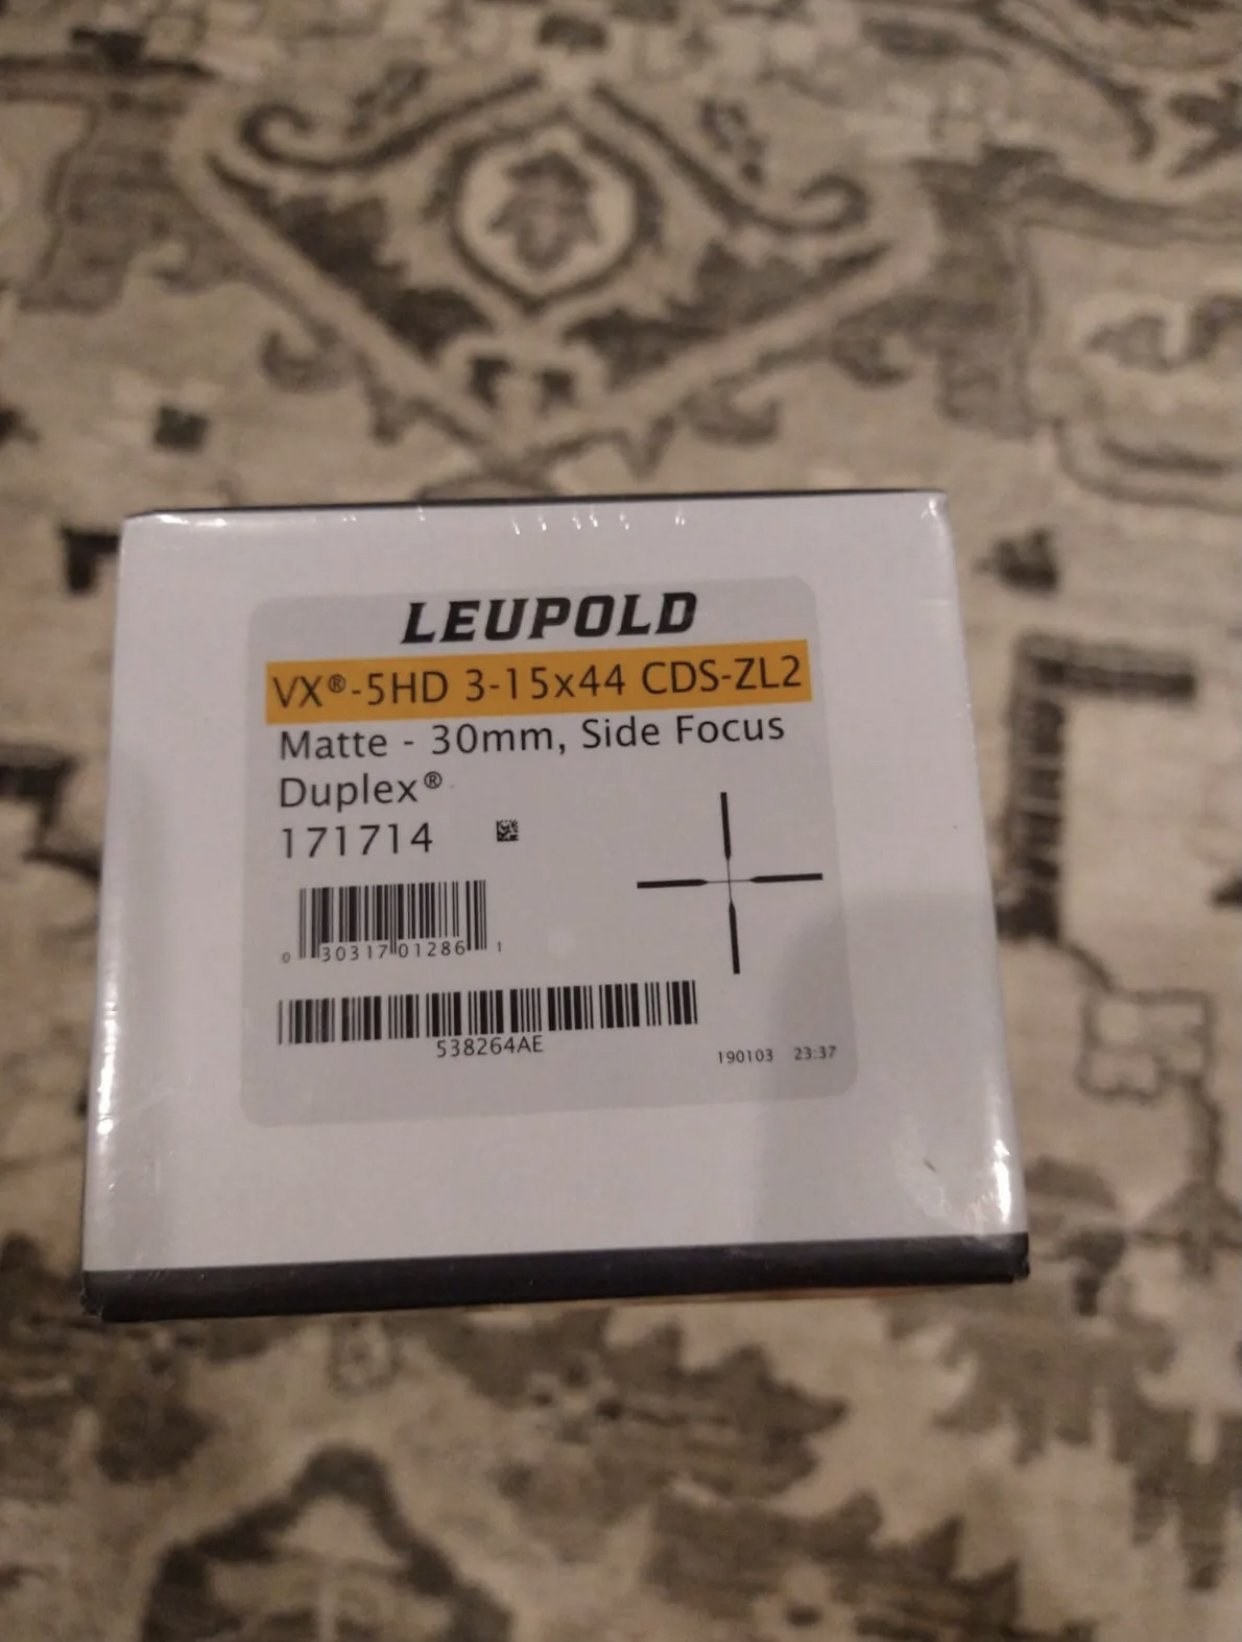 LEUPOLD
VX®-5HD 3-15x44 CDS-ZL2
Matte - 30mm, Side Focus
Duplex®
171714
0 30317 01286 1
538264AE
190103 23:37